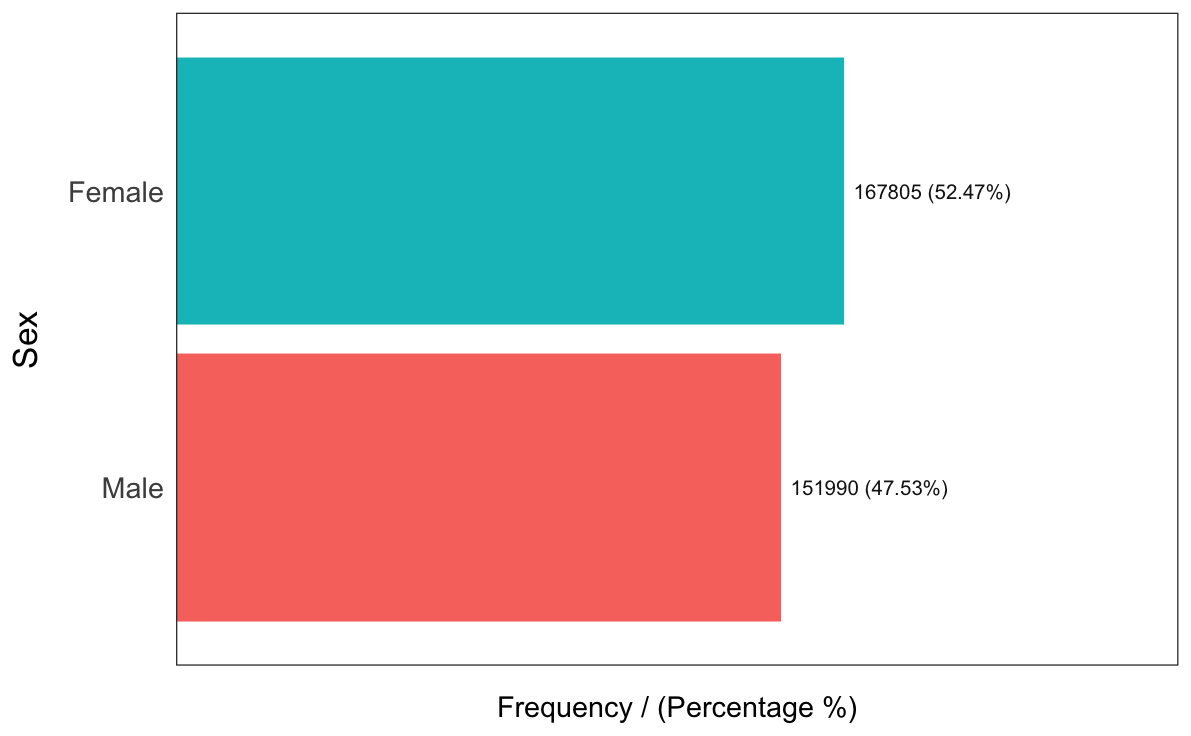 Sex
Female
167805 (52.47%)
Male
151990 (47.53%)
Frequency / (Percentage %)